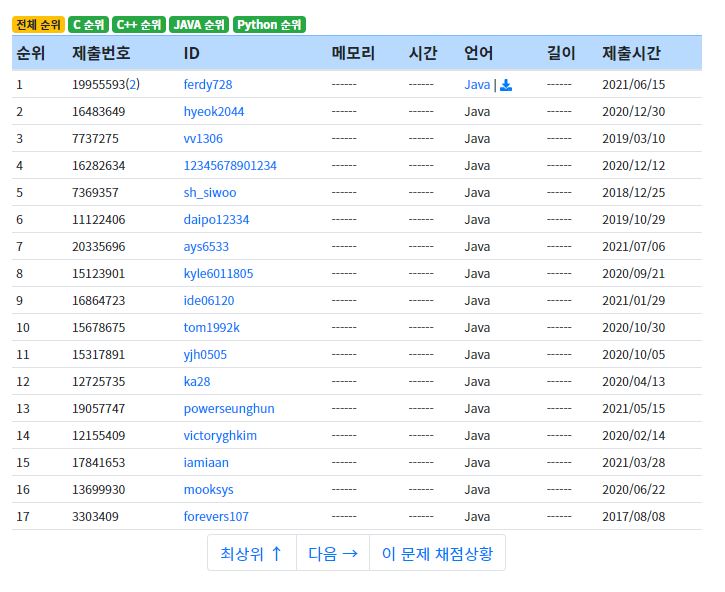 전체 순위 C 순위 C++ 순위 JAVA 순위 Python 순위
순위 제출번호 ID 메모리 시간 언어 길이 제출시간
1 19955593(2) ferdy728 ------ ------ Java | ------ 2021/06/15
2 16483649 hyeok2044 ------ ------ Java ------ 2020/12/30
3 7737275 vv1306 ------ ------ Java ------ 2019/03/10
4 16282634 12345678901234 ------ ------ Java ------ 2020/12/12
5 7369357 sh_siwoo ------ ------ Java ------ 2018/12/25
6 11122406 daipo12334 ------ ------ Java ------ 2019/10/29
7 20335696 ays6533 ------ ------ Java ------ 2021/07/06
8 15123901 kyle6011805 ------ ------ Java ------ 2020/09/21
9 16864723 ide06120 ------ ------ Java ------ 2021/01/29
10 15678675 tom1992k ------ ------ Java ------ 2020/10/30
11 15317891 yjh0505 ------ ------ Java ------ 2020/10/05
12 12725735 ka28 ------ ------ Java ------ 2020/04/13
13 19057747 powerseunghun ------ ------ Java ------ 2021/05/15
14 12155409 victoryghkim ------ ------ Java ------ 2020/02/14
15 17841653 iamiaan ------ ------ Java ------ 2021/03/28
16 13699930 mooksys ------ ------ Java ------ 2020/06/22
17 3303409 forevers107 ------ ------ Java ------ 2017/08/08
최상위 ↑ 다음 → 이 문제 채점상황